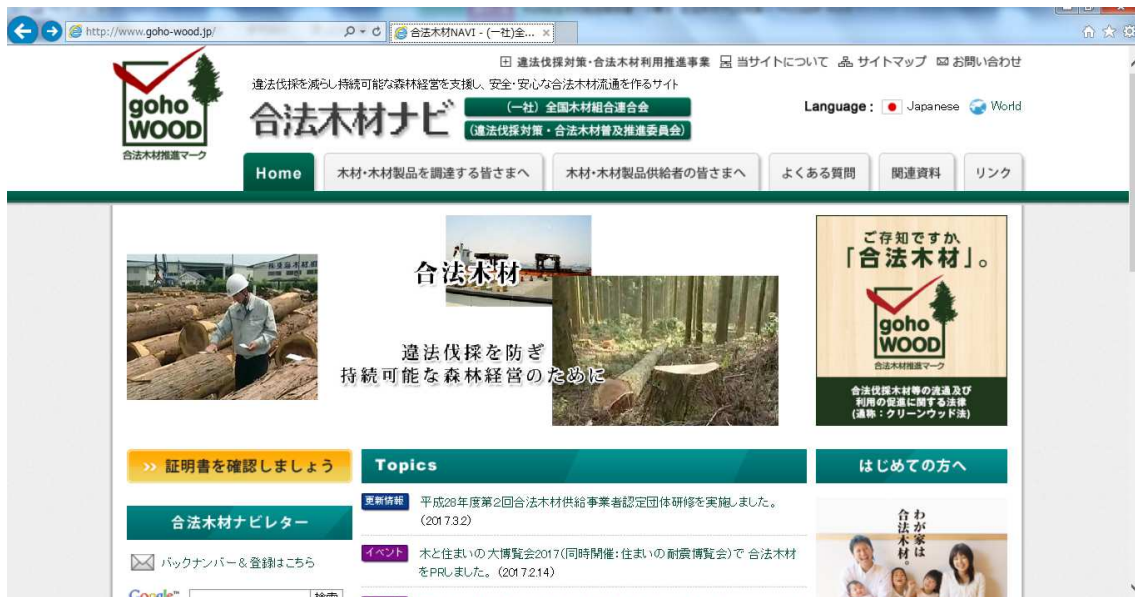 http://www.goho-wood.jp/
合法木材NAVI - (一社)全...
違法伐採対策・合法木材利用推進事業 当サイトについて サイトマップ お問い合わせ
違法伐採を減らし持続可能な森林経営を支援し、安全・安心な合法木材流通を作るサイト
goho
WOOD
合法木材推進マーク
合法木材ナビ
(一社) 全国木材組合連合会
(違法伐採対策・合法木材普及推進委員会)
Language : Japanese World
Home 木材・木材製品を調達する皆さまへ 木材・木材製品供給者の皆さまへ よくある質問 関連資料 リンク
合法木材
違法伐採を防ぎ
持続可能な森林経営のために
ご存知ですか、
「合法木材」。
goho
WOOD
合法木材推進マーク
合法伐採木材等の流通及び
利用の促進に関する法律
(通称:クリーンウッド法)
>> 証明書を確認しましょう
合法木材ナビレター
バックナンバー&登録はこちら
Google™ 検索
Topics
更新情報 平成28年度第2回合法木材供給事業者認定団体研修を実施しました。
(2017.3.2)
イベント 木と住まいの大博覧会2017(同時開催:住まいの耐震博覧会)で 合法木材
をPRしました。(2017.2.14)
はじめての方へ
わが家は
合法木材。